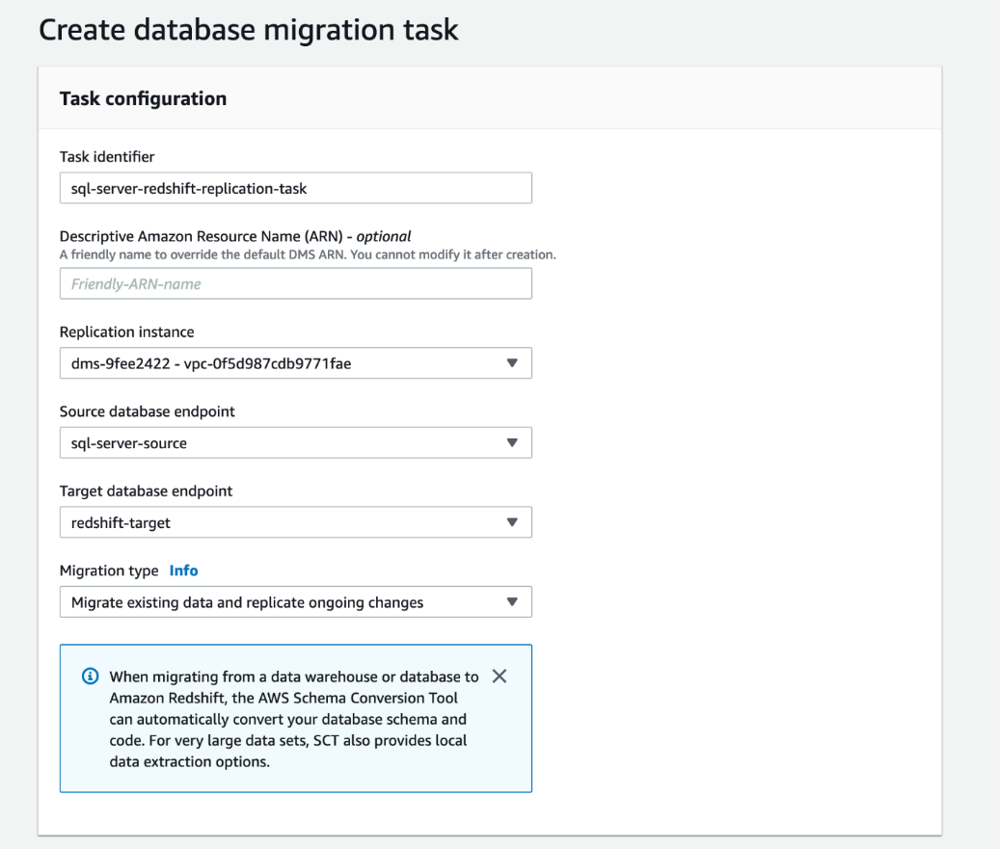 Create database migration task
Task configuration
Task identifier
sql-server-redshift-replication-task
Descriptive Amazon Resource Name (ARN) - optional
A friendly name to override the default DMS ARN. You cannot modify it after creation.
Friendly-ARN-name
Replication instance
dms-9fee2422 - vpc-0f5d987cdb9771fae
Source database endpoint
sql-server-source
Target database endpoint
redshift-target
Migration type Info
Migrate existing data and replicate ongoing changes
When migrating from a data warehouse or database to
Amazon Redshift, the AWS Schema Conversion Tool
can automatically convert your database schema and
code. For very large data sets, SCT also provides local
data extraction options.